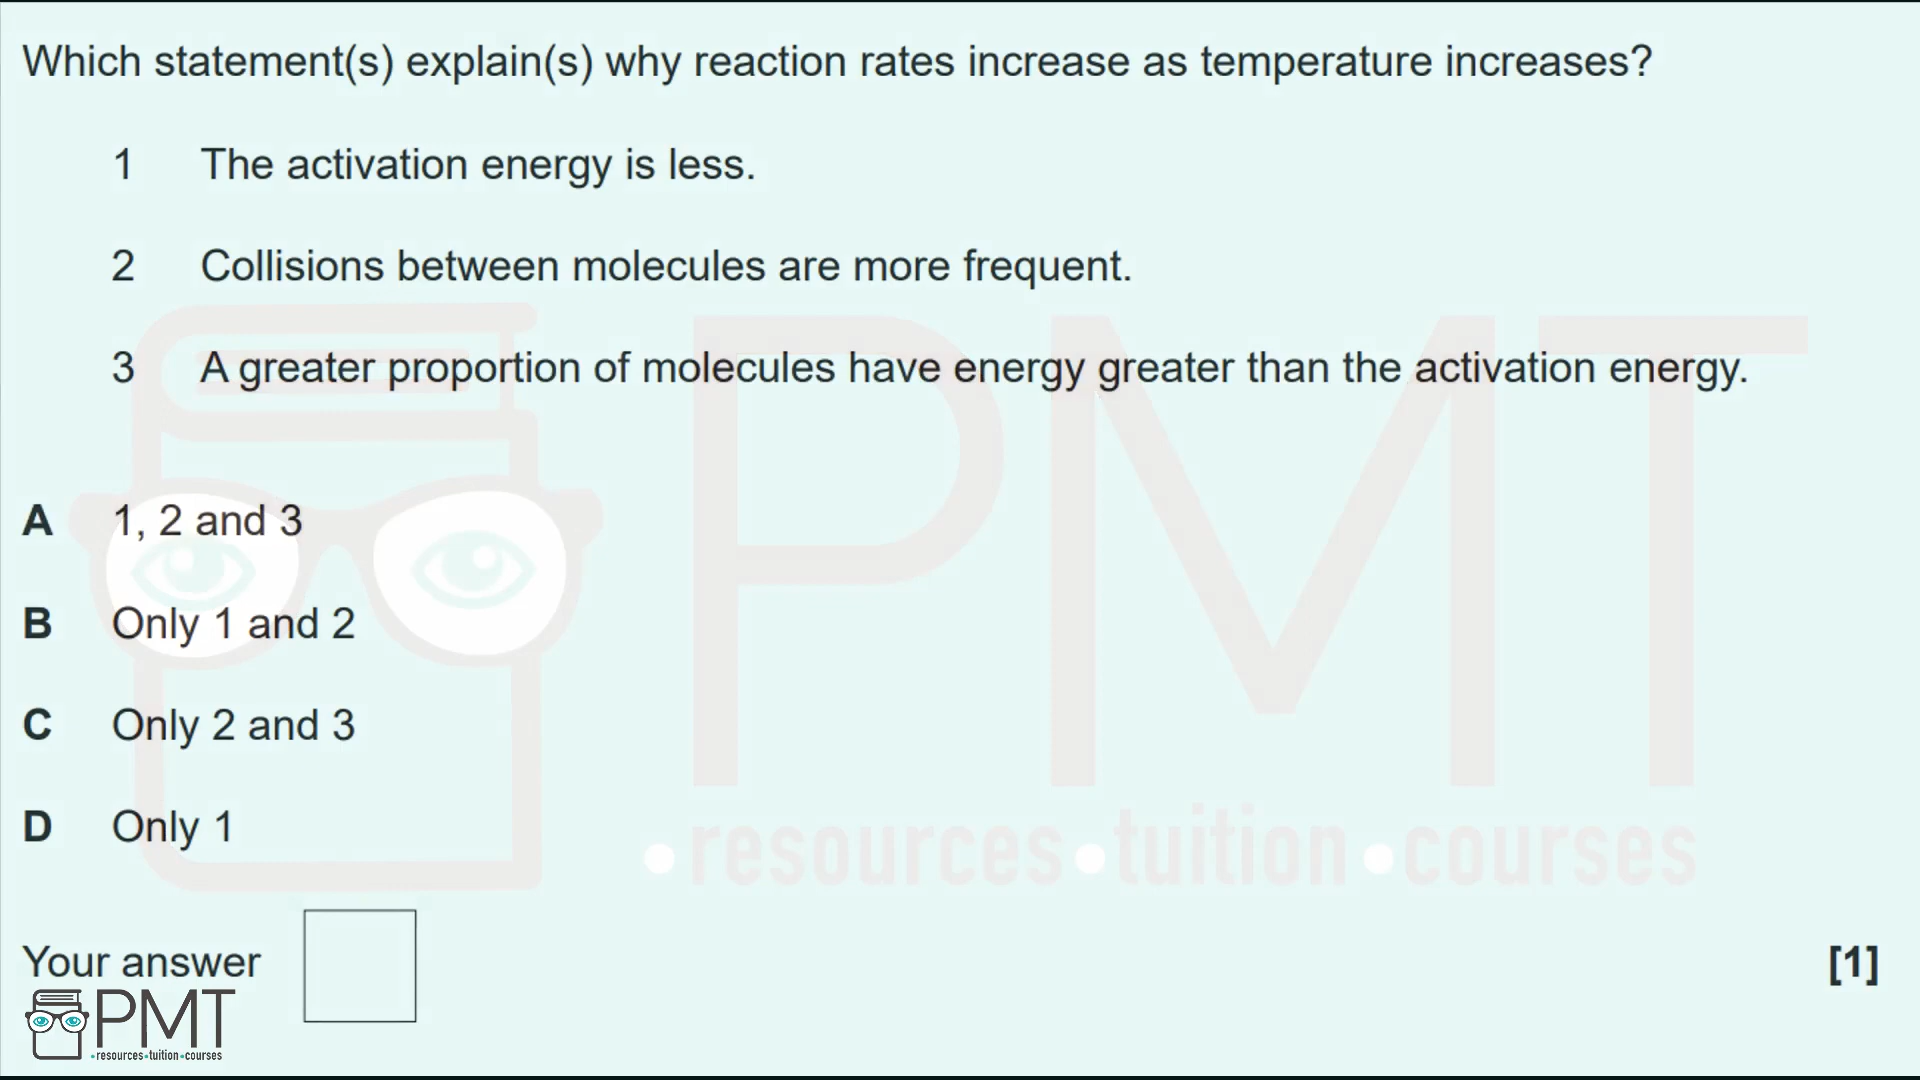 Which statement(s) explain(s) why reaction rates increase as temperature increases?
1 The activation energy is less.
2 Collisions between molecules are more frequent.
3 A greater proportion of molecules have energy greater than the activation energy.
A 1, 2 and 3
B Only 1 and 2
C Only 2 and 3
D Only 1
Your answer [1]
PMT
•resources•tuition•courses
PMT
•resources•tuition•courses